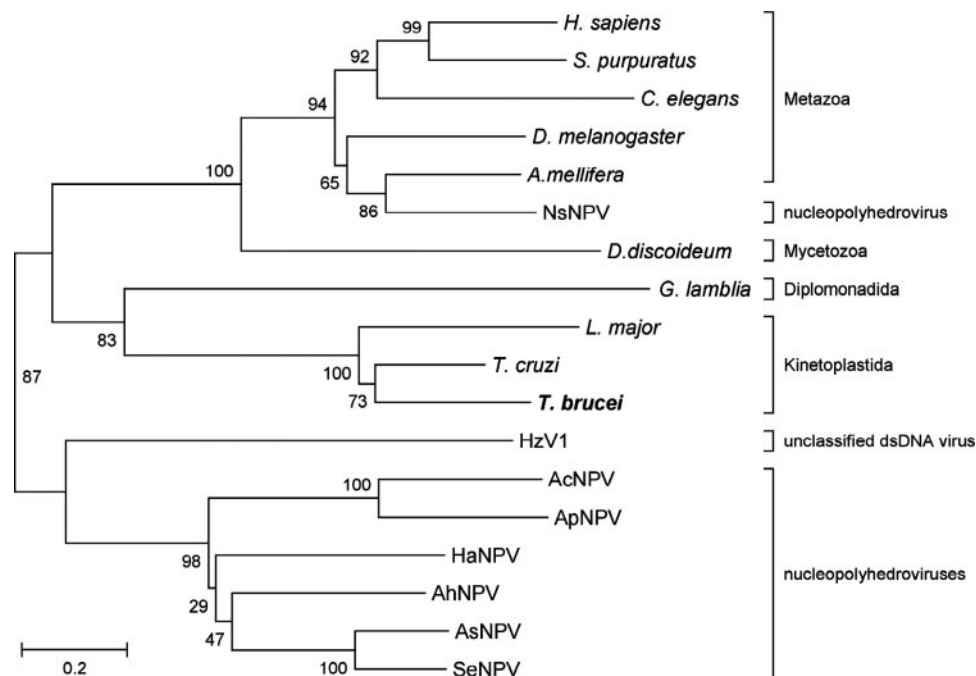 H. sapiens
99
S. purpuratus
92
C. elegans
Metazoa
94
D. melanogaster
65
A.mellifera
100
86
NsNPV
nucleopolyhedrovirus
D.discoideum
Mycetozoa
G. lamblia
Diplomonadida
83
L. major
100
T. cruzi
Kinetoplastida
73
T. brucei
87
HzV1
unclassified dsDNA virus
100
AcNPV
ApNPV
98
HaNPV
nucleopolyhedroviruses
29
AhNPV
47
AsNPV
100
SeNPV
0.2